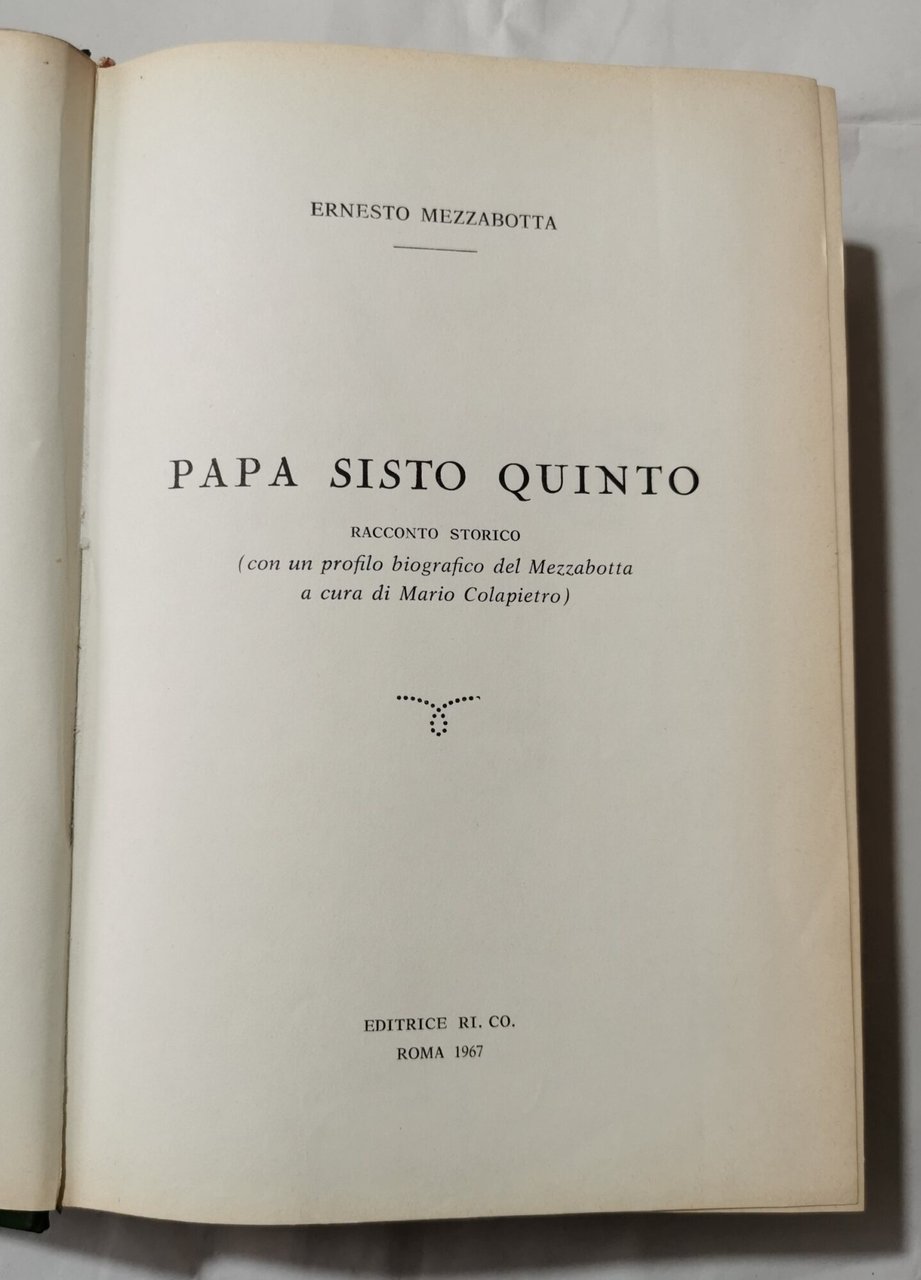 ERNESTO MEZZABOTTA
PAPA SISTO QUINTO
RACCONTO STORICO
(con un profilo biografico del Mezzabotta
a cura di Mario Colapietro)
EDITRICE RI. CO.
ROMA 1967